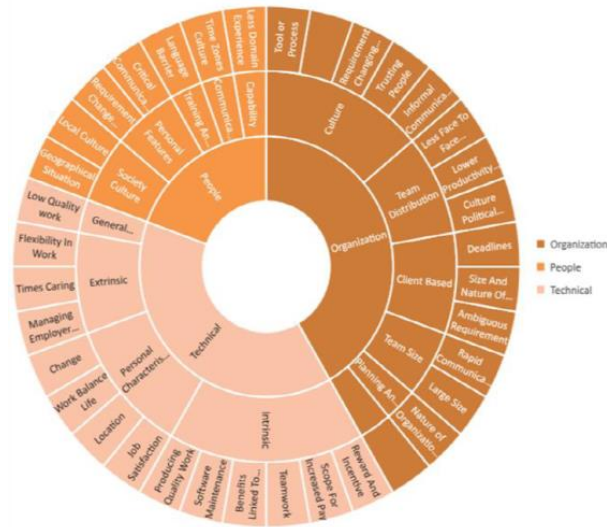 Less Domain
Experience
Time Zones
Culture
Language
Barrier
Critical
Communica...
Requirement
Change...
Local Culture
Geographical
Situation
Capability
Communica...
Training An...
Personal
Features
Society
Culture
People
Tool or
Process
Requirement
Changing...
Trusting
People
Informal
Communica...
Less Face To
Face...
Lower
Productivity...
Culture
Political...
Deadlines
Size And
Nature Of...
Ambiguous
Requirement
Rapid
Communica...
Large Size
Nature of
Organizatio...
Culture
Team
Distribution
Client Based
Team Size
Planning An...
Organization
Low Quality
work
Flexibility In
Work
Times Caring
Managing
Employer...
Change
Work Balance
Life
Location
Job
Satisfaction
Producing
Quality Work
Software
Maintenance
Benefits
Linked To...
Teamwork
Scope For
Increased Pay
Reward And
Incentive
General...
Extrinsic
Personal
Characteris...
Intrinsic
Technical
Organization
People
Technical